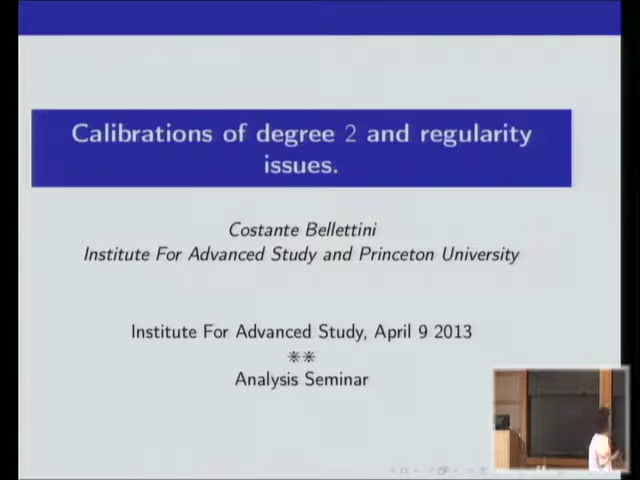 Calibrations of degree 2 and regularity
issues.
Costante Bellettini
Institute For Advanced Study and Princeton University
Institute For Advanced Study, April 9 2013
**
Analysis Seminar